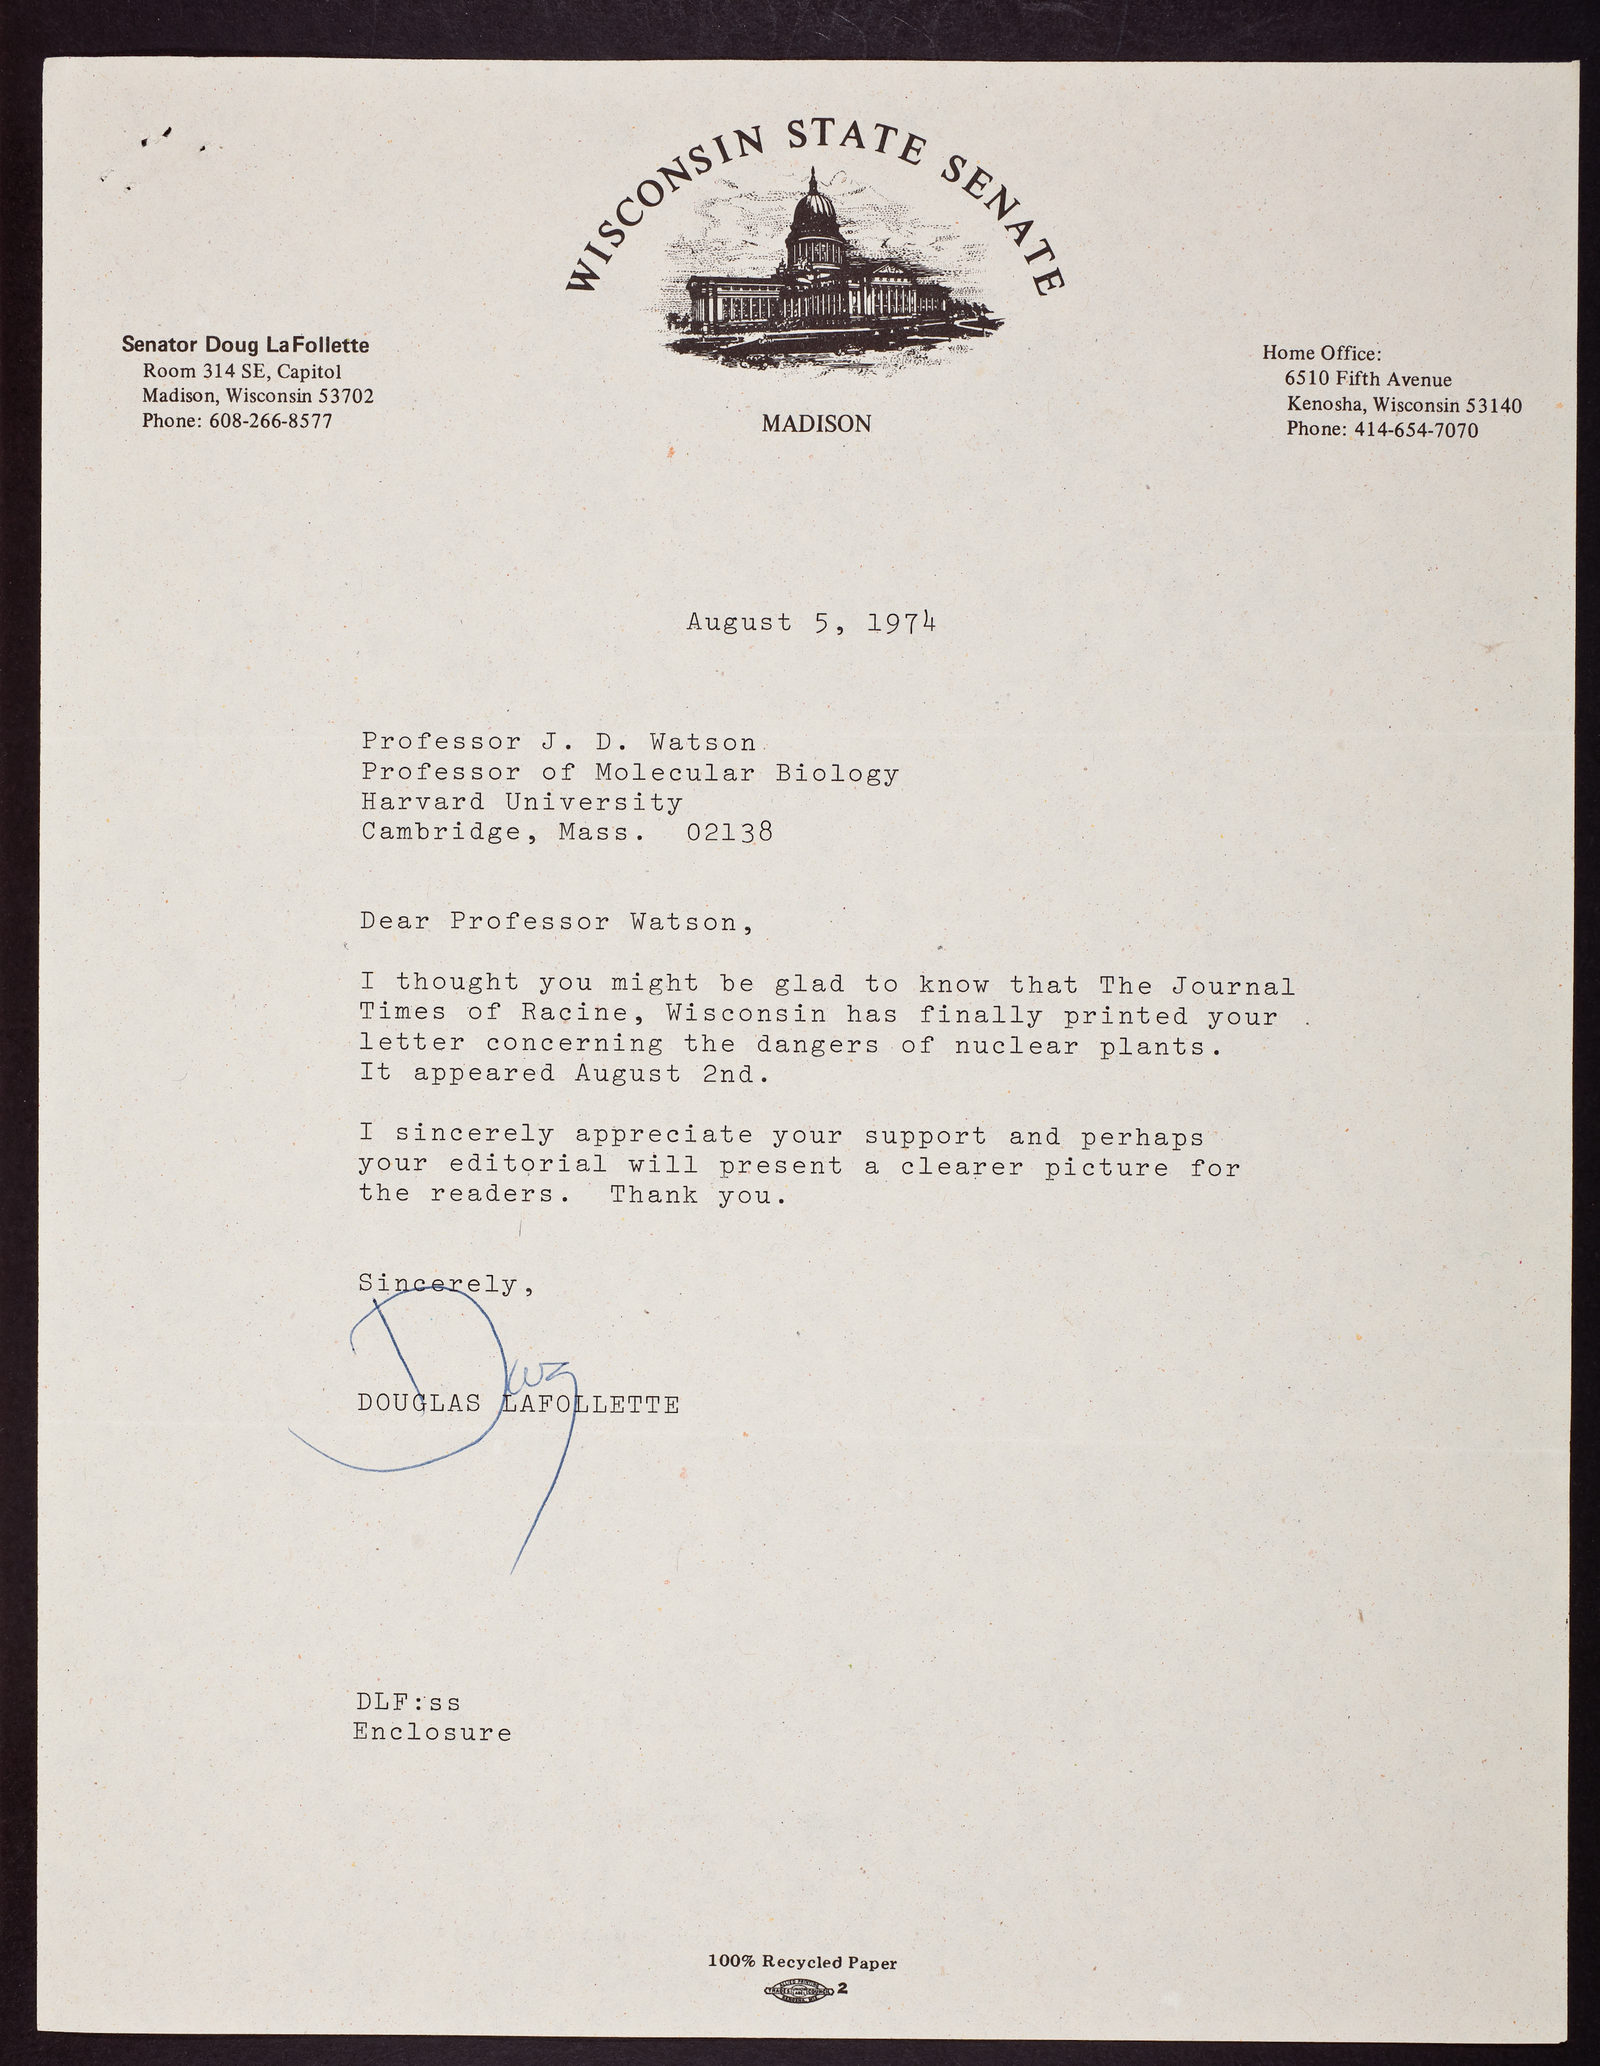 WISCONSIN STATE SENATE
Senator Doug LaFollette
Room 314 SE, Capitol
Madison, Wisconsin 53702
Phone: 608-266-8577
MADISON
Home Office:
6510 Fifth Avenue
Kenosha, Wisconsin 53140
Phone: 414-654-7070
August 5, 1974
Professor J. D. Watson
Professor of Molecular Biology
Harvard University
Cambridge, Mass.  02138
Dear Professor Watson,
I thought you might be glad to know that The Journal
Times of Racine, Wisconsin has finally printed your
letter concerning the dangers of nuclear plants.
It appeared August 2nd.
I sincerely appreciate your support and perhaps
your editorial will present a clearer picture for
the readers.  Thank you.
Sincerely,
Doug
DOUGLAS LAFOLLETTE
DLF:ss
Enclosure
100% Recycled Paper
2